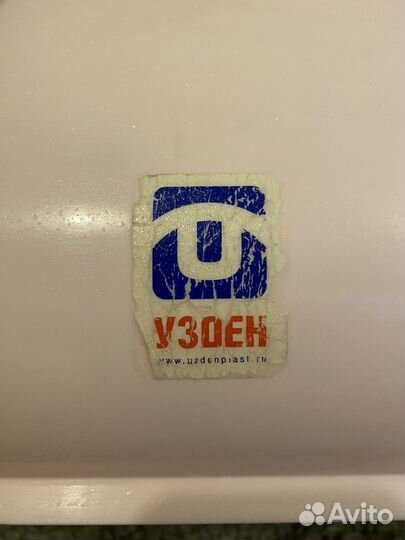 U
УЗДЕН
www.uzdenplast.ru
Avito